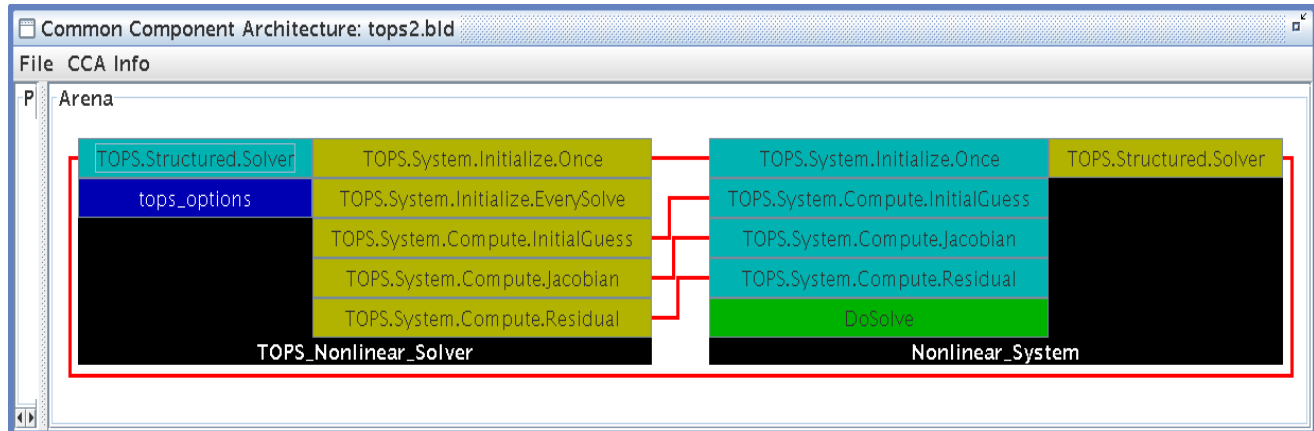 Common Component Architecture: tops2.bld
File CCA Info
P Arena
TOPS.Structured.Solver TOPS.System.Initialize.Once TOPS.System.Initialize.Once TOPS.Structured.Solver
tops_options TOPS.System.Initialize.EverySolve TOPS.System.Compute.InitialGuess
TOPS.System.Compute.InitialGuess TOPS.System.Compute.Jacobian
TOPS.System.Compute.Jacobian TOPS.System.Compute.Residual
TOPS.System.Compute.Residual DoSolve
TOPS_Nonlinear_Solver Nonlinear_System